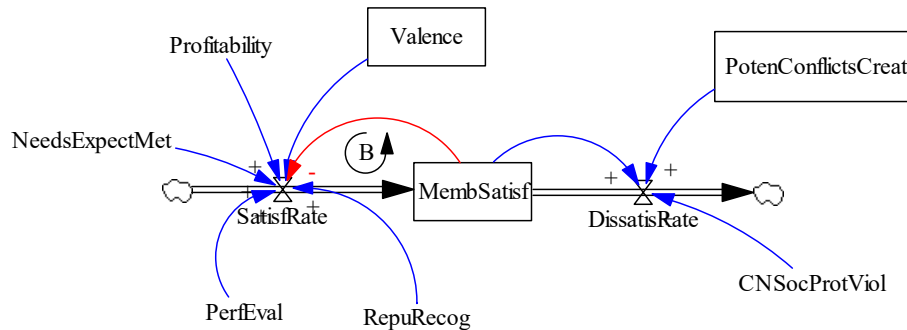 Profitability
Valence
PotenConflictsCreat
NeedsExpectMet
B
+
-
+
+
+
MembSatisf
+
+
SatisfRate
+
DissatisRate
CNSocProtViol
PerfEval
RepuRecog